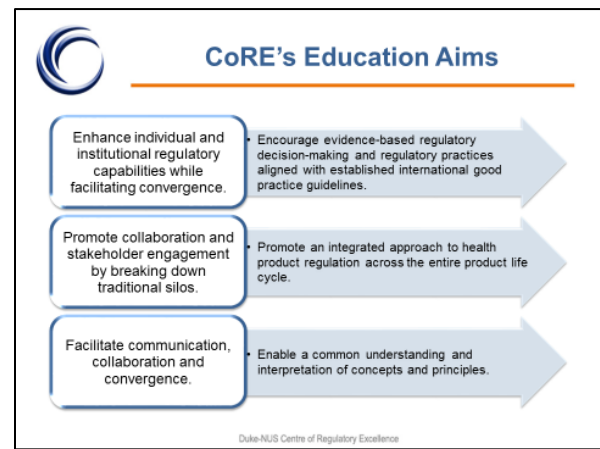 CoRE's Education Aims
Enhance individual and
institutional regulatory
capabilities while
facilitating convergence.
• Encourage evidence-based regulatory
decision-making and regulatory practices
aligned with established international good
practice guidelines.
Promote collaboration and
stakeholder engagement
by breaking down
traditional silos.
• Promote an integrated approach to health
product regulation across the entire product life
cycle.
Facilitate communication,
collaboration and
convergence.
• Enable a common understanding and
interpretation of concepts and principles.
Duke-NUS Centre of Regulatory Excellence